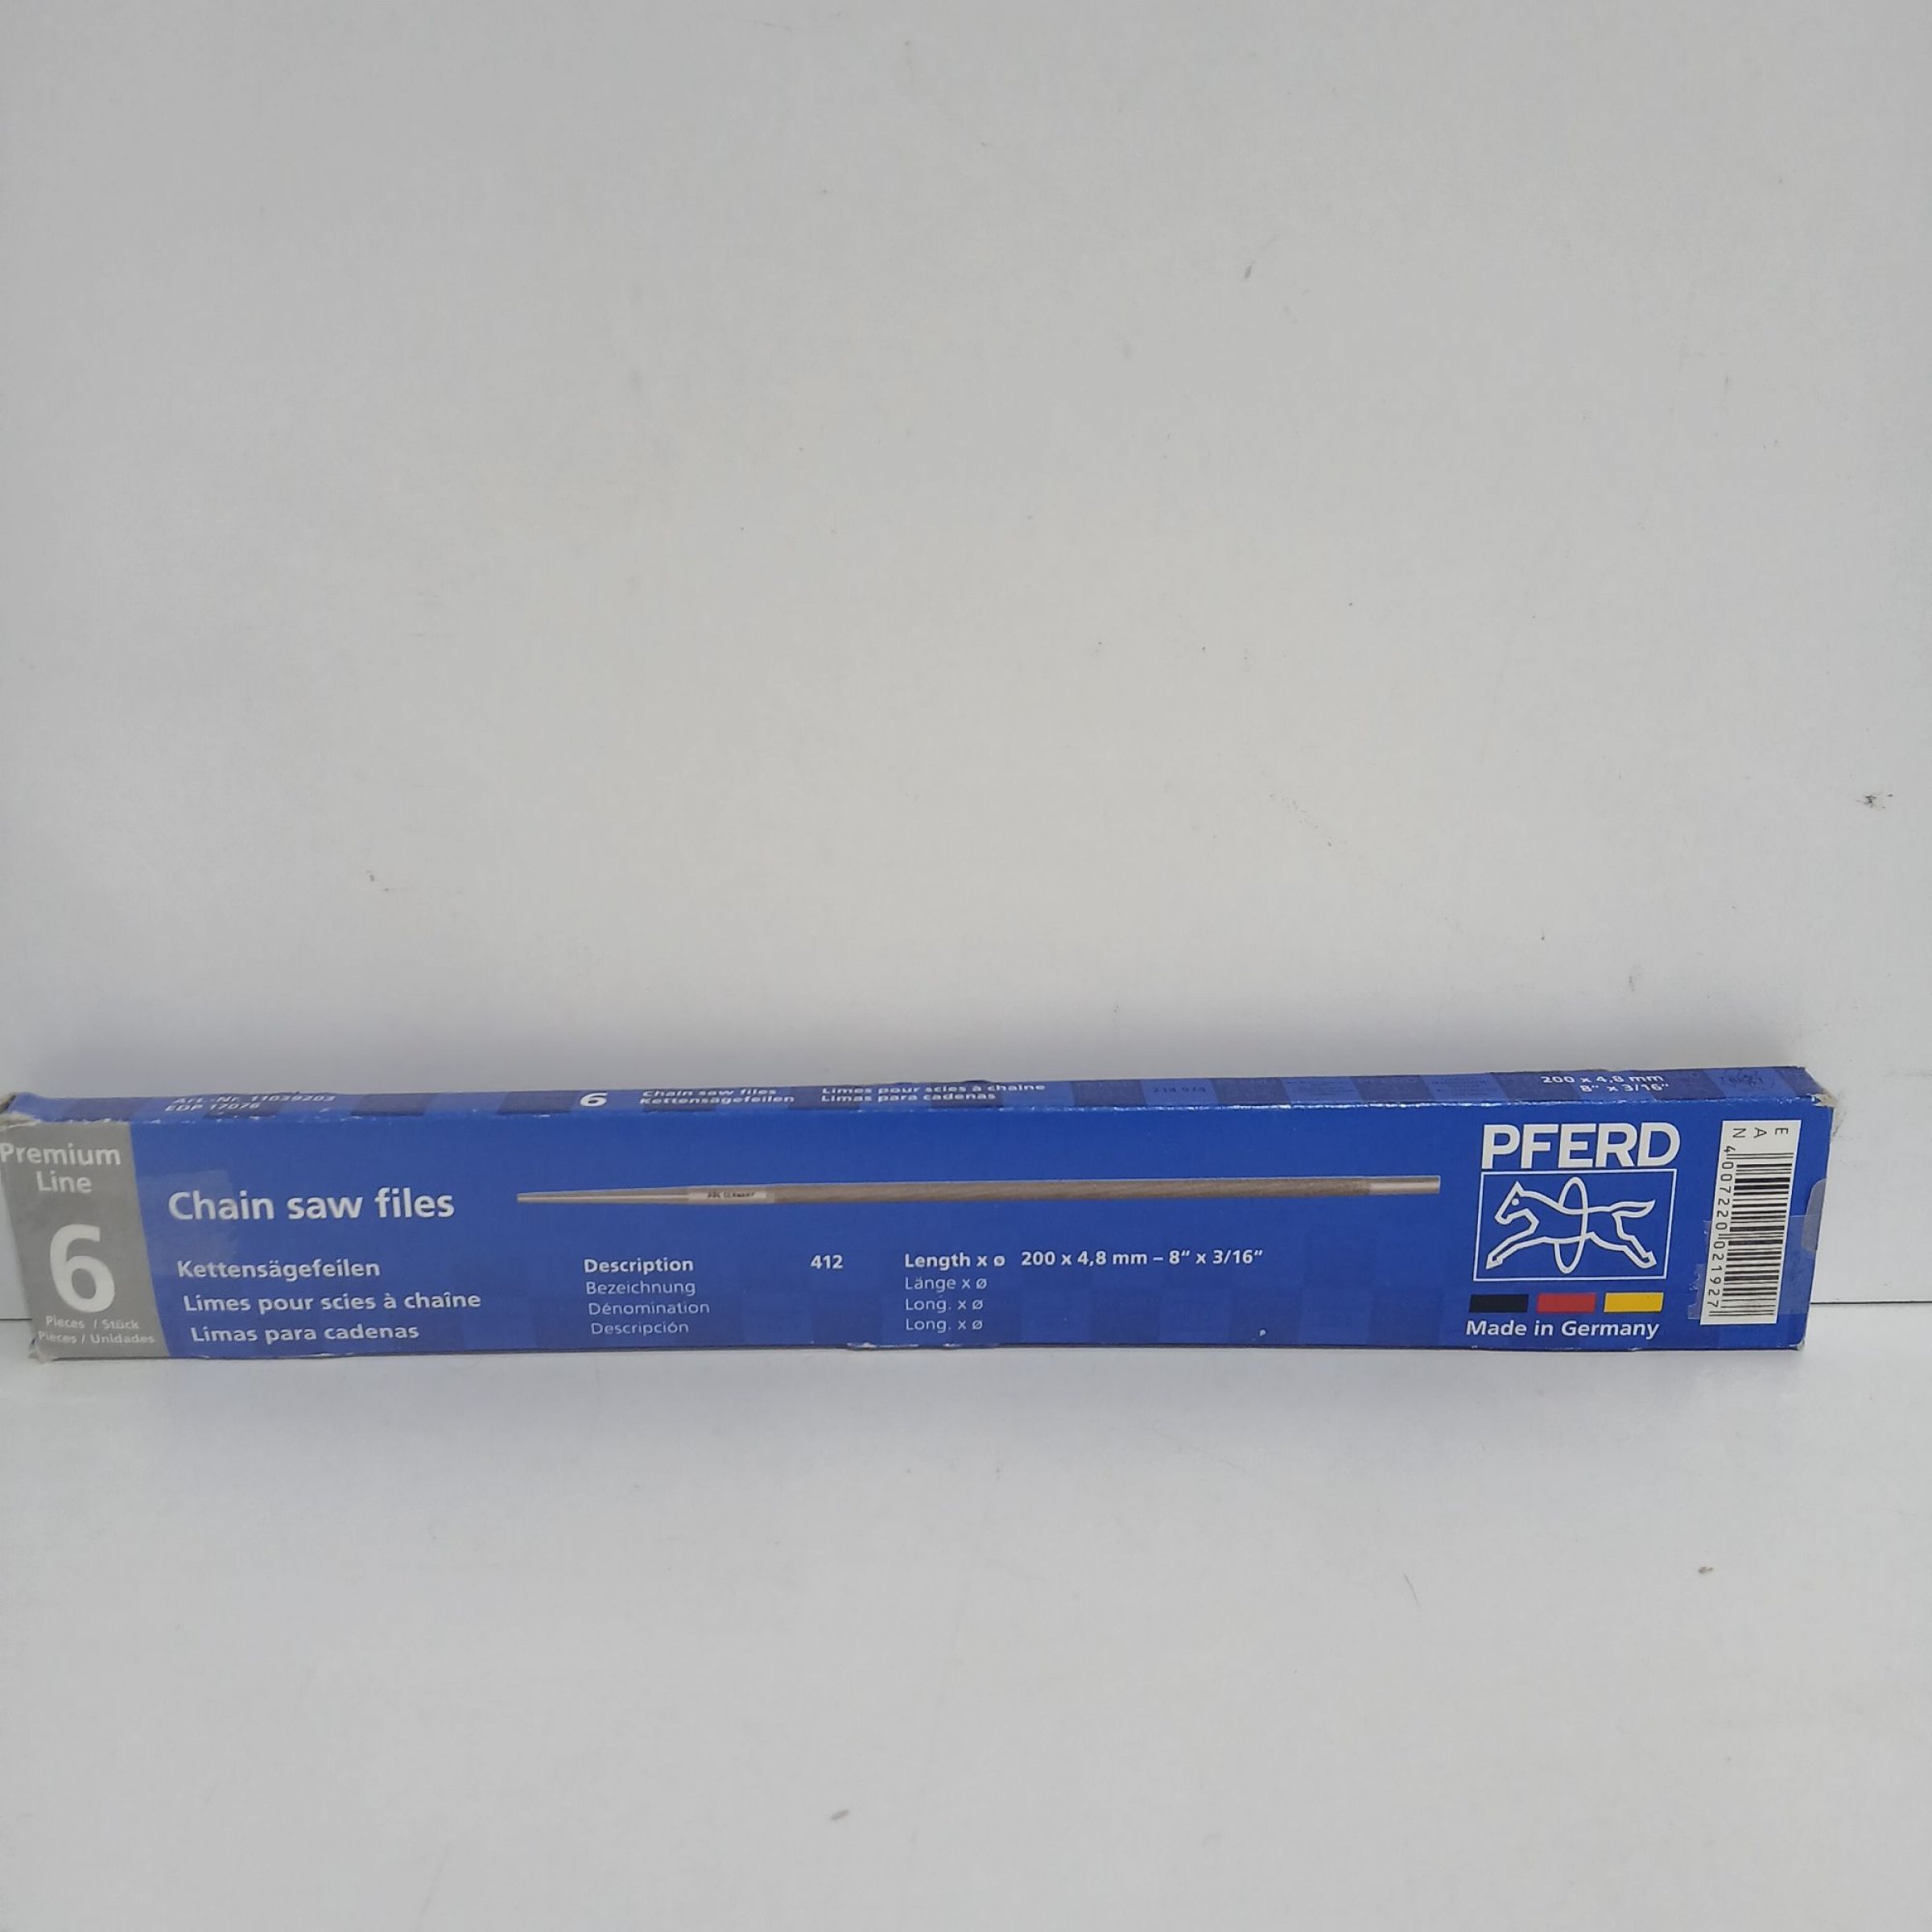 Art.-Nr. 11039203
EDP 17076
6
Chain saw files
Kettensägefeilen
Limes pour scies à chaîne
Limas para cadenas
200 x 4,8 mm
8" x 3/16"
Premium
Line
6
Pieces / Stück
Pièces / Unidades
Chain saw files
Kettensägefeilen
Limes pour scies à chaîne
Limas para cadenas
Description 412
Bezeichnung
Dénomination
Descripción
Length x ø 200 x 4,8 mm – 8“ x 3/16“
Länge x ø
Long. x ø
Long. x ø
PFERD
Made in Germany
EAN
4007220021927